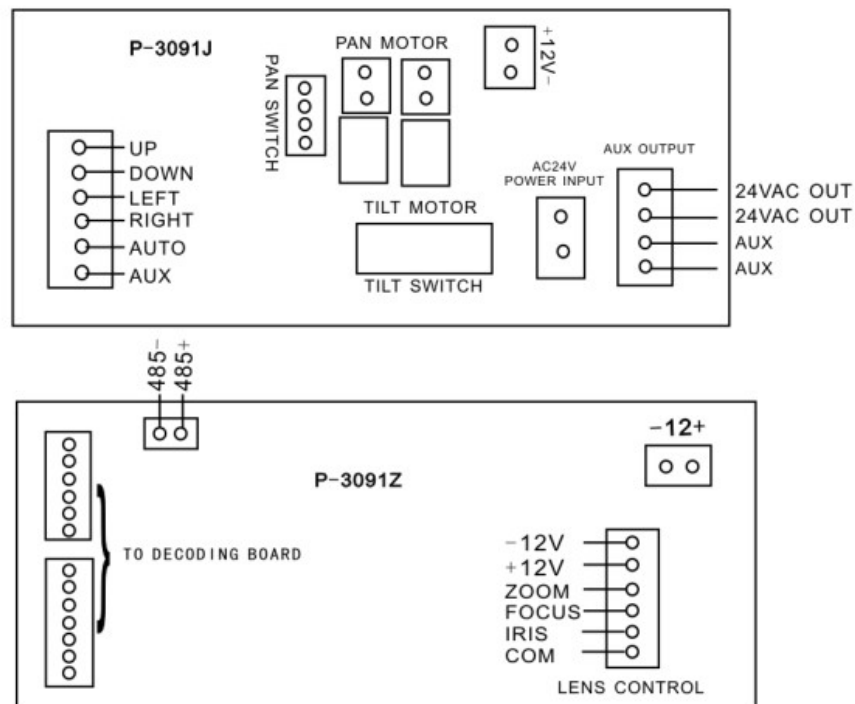 P-3091J
PAN MOTOR
+12V-
PAN SWITCH
UP
DOWN
LEFT
RIGHT
AUTO
AUX
TILT MOTOR
TILT SWITCH
AC24V
POWER INPUT
AUX OUTPUT
24VAC OUT
24VAC OUT
AUX
AUX
485-
485+
P-3091Z
-12+
TO DECODING BOARD
-12V
+12V
ZOOM
FOCUS
IRIS
COM
LENS CONTROL